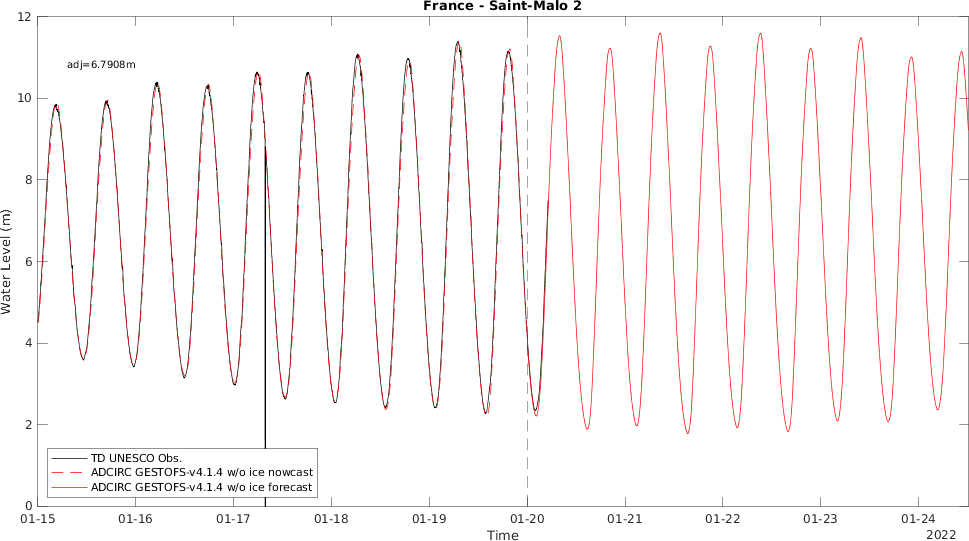 France - Saint-Malo 2
adj=6.7908m
Water Level (m)
12
10
8
6
4
2
0
TD UNESCO Obs.
ADCIRC GESTOFS-v4.1.4 w/o ice nowcast
ADCIRC GESTOFS-v4.1.4 w/o ice forecast
01-15 01-16 01-17 01-18 01-19 01-20 01-21 01-22 01-23 01-24
Time
2022